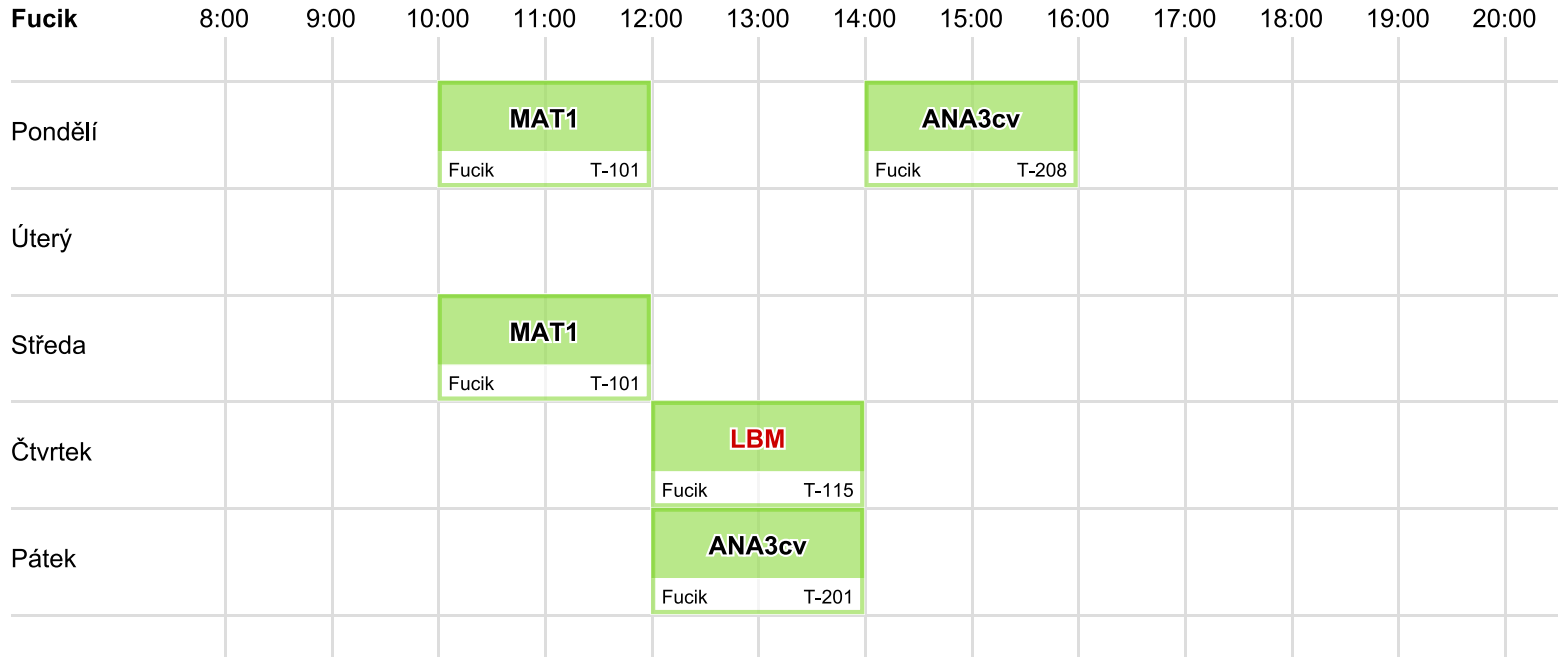 Fucik 8:00 9:00 10:00 11:00 12:00 13:00 14:00 15:00 16:00 17:00 18:00 19:00 20:00
Pondělí
MAT1
Fucik T-101
ANA3cv
Fucik T-208
Úterý
Středa
MAT1
Fucik T-101
Čtvrtek
LBM
Fucik T-115
Pátek
ANA3cv
Fucik T-201